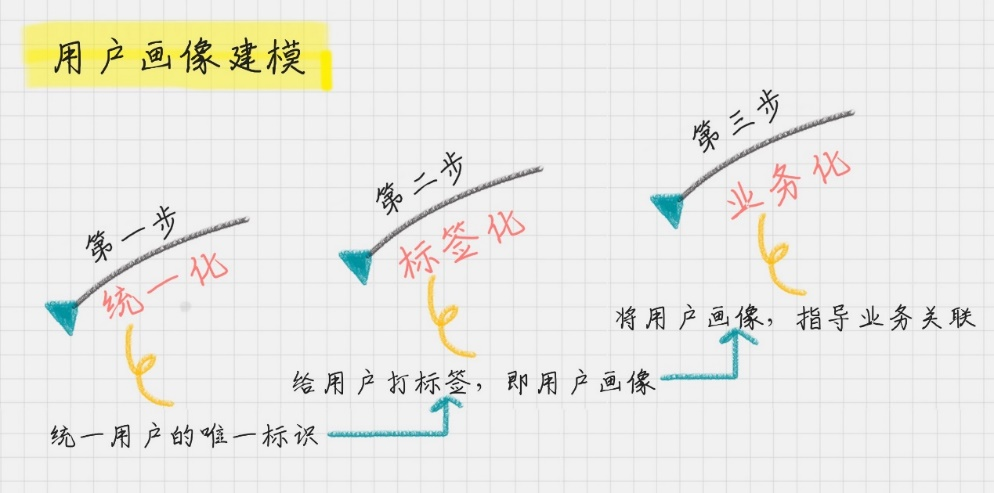 用户画像建模
第一步
统一化
统一用户的唯一标识
第二步
标签化
给用户打标签，即用户画像
第三步
业务化
将用户画像，指导业务关联